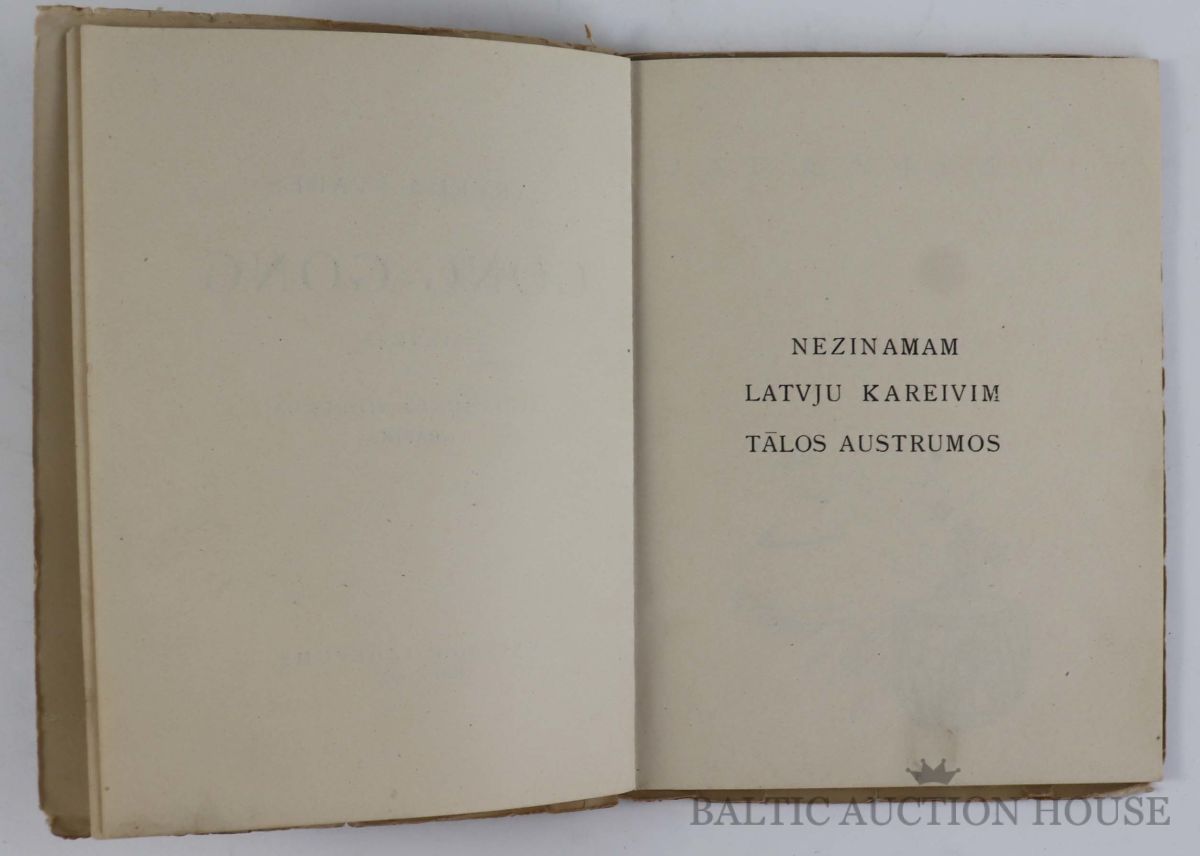 NEZINAMAM
LATVJU KAREIVIM
TĀLOS AUSTRUMOS
BALTIC AUCTION HOUSE